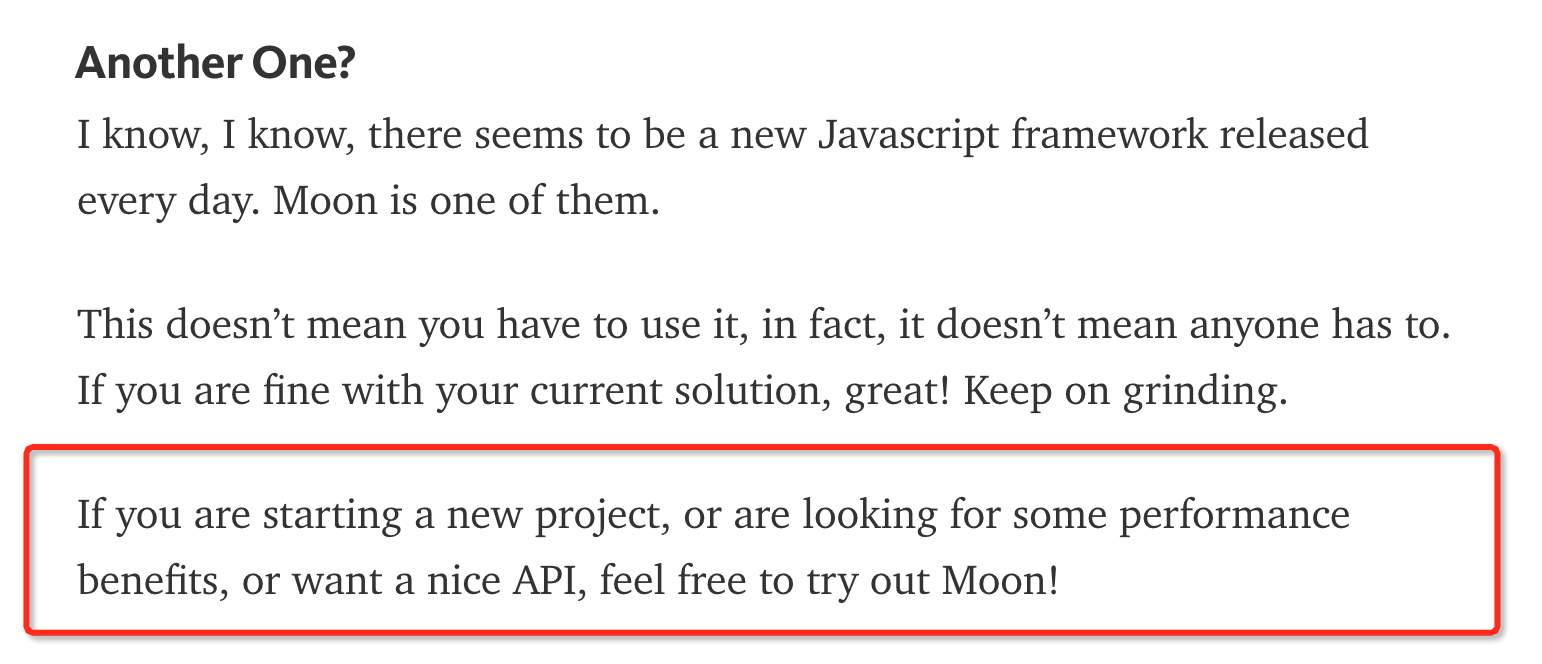 Another One?
I know, I know, there seems to be a new Javascript framework released
every day. Moon is one of them.
This doesn’t mean you have to use it, in fact, it doesn’t mean anyone has to.
If you are fine with your current solution, great! Keep on grinding.
If you are starting a new project, or are looking for some performance
benefits, or want a nice API, feel free to try out Moon!